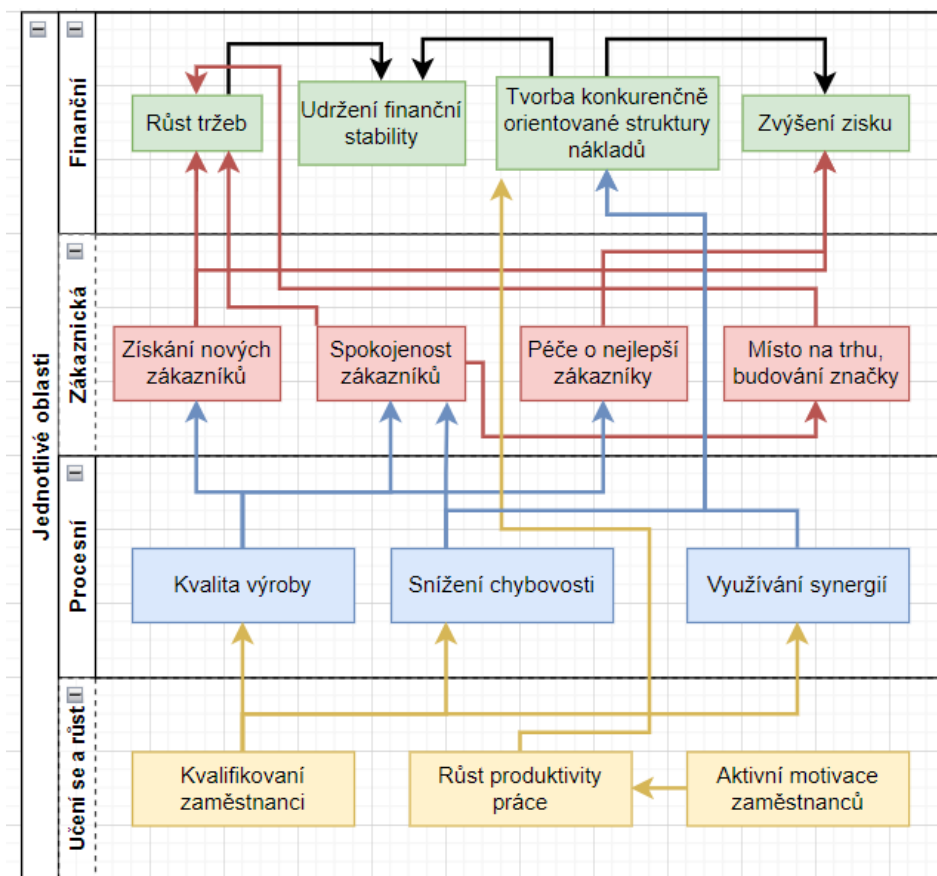 Jednotlivé oblasti
Finanční
Růst tržeb
Udržení finanční
stability
Tvorba konkurenčně
orientované struktury
nákladů
Zvýšení zisku
Zákaznická
Získání nových
zákazníků
Spokojenost
zákazníků
Péče o nejlepší
zákazníky
Místo na trhu,
budování značky
Procesní
Kvalita výroby
Snížení chybovosti
Využívání synergií
Učení se a růst
Kvalifikovaní
zaměstnanci
Růst produktivity
práce
Aktivní motivace
zaměstnanců